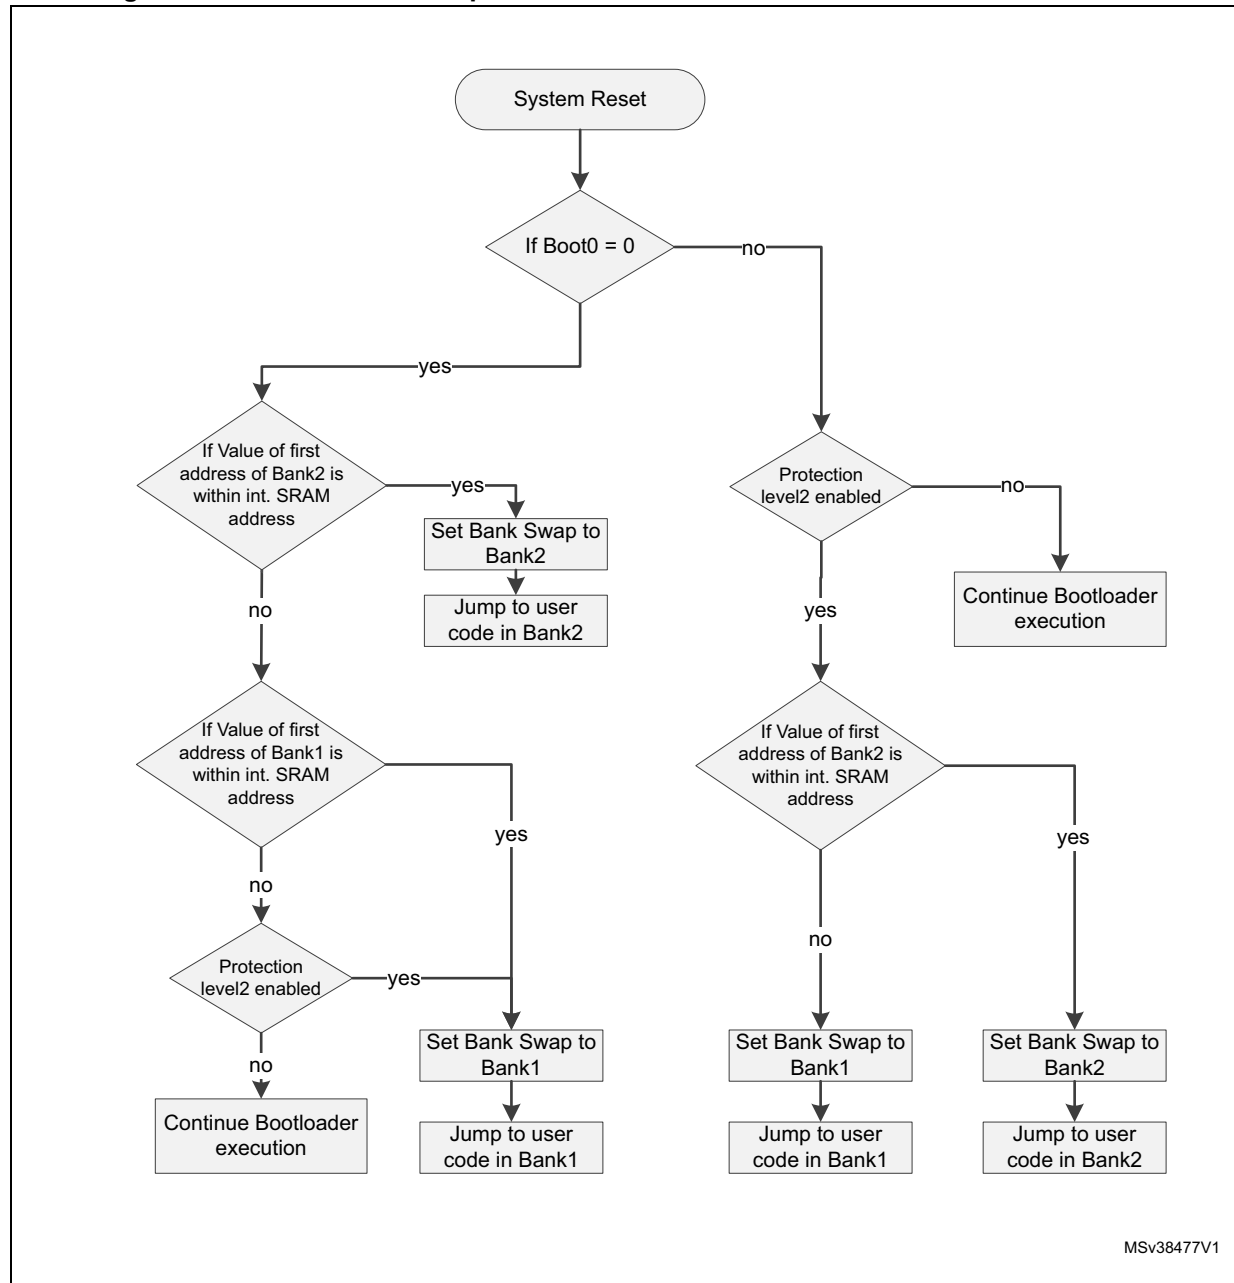 System Reset
If Boot0 = 0
no
yes
If Value of first
address of Bank2 is
within int. SRAM
address
yes
Set Bank Swap to
Bank2
Jump to user
code in Bank2
no
If Value of first
address of Bank1 is
within int. SRAM
address
yes
no
Protection
level2 enabled
yes
no
Continue Bootloader
execution
Set Bank Swap to
Bank1
Jump to user
code in Bank1
Protection
level2 enabled
no
Continue Bootloader
execution
yes
If Value of first
address of Bank2 is
within int. SRAM
address
yes
no
Set Bank Swap to
Bank1
Jump to user
code in Bank1
Set Bank Swap to
Bank2
Jump to user
code in Bank2
MSv38477V1